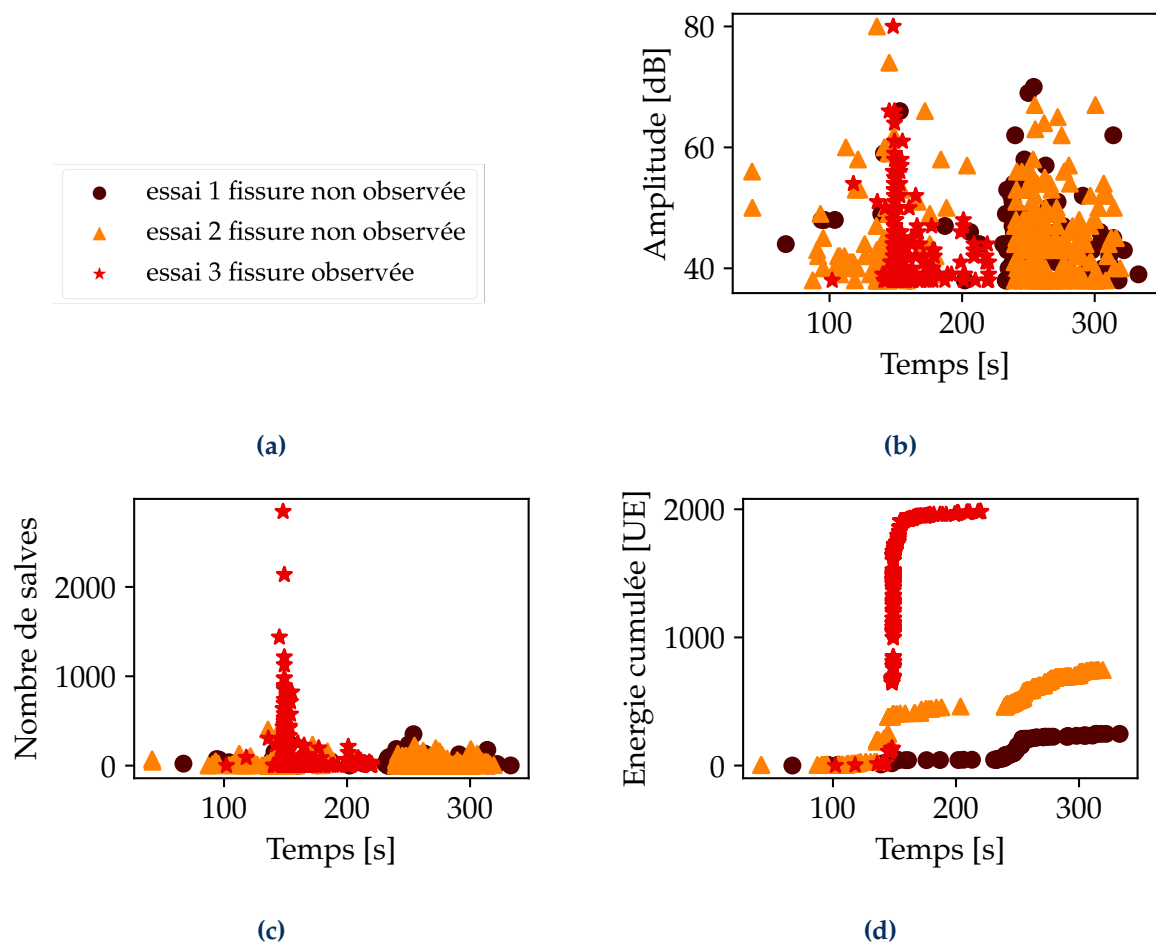 essai 1 fissure non observée
essai 2 fissure non observée
essai 3 fissure observée
(a)
Amplitude [dB]
80
60
40
100 200 300
Temps [s]
(b)
Nombre de salves
2000
1000
0
100 200 300
Temps [s]
(c)
Energie cumulée [UE]
2000
1000
0
100 200 300
Temps [s]
(d)